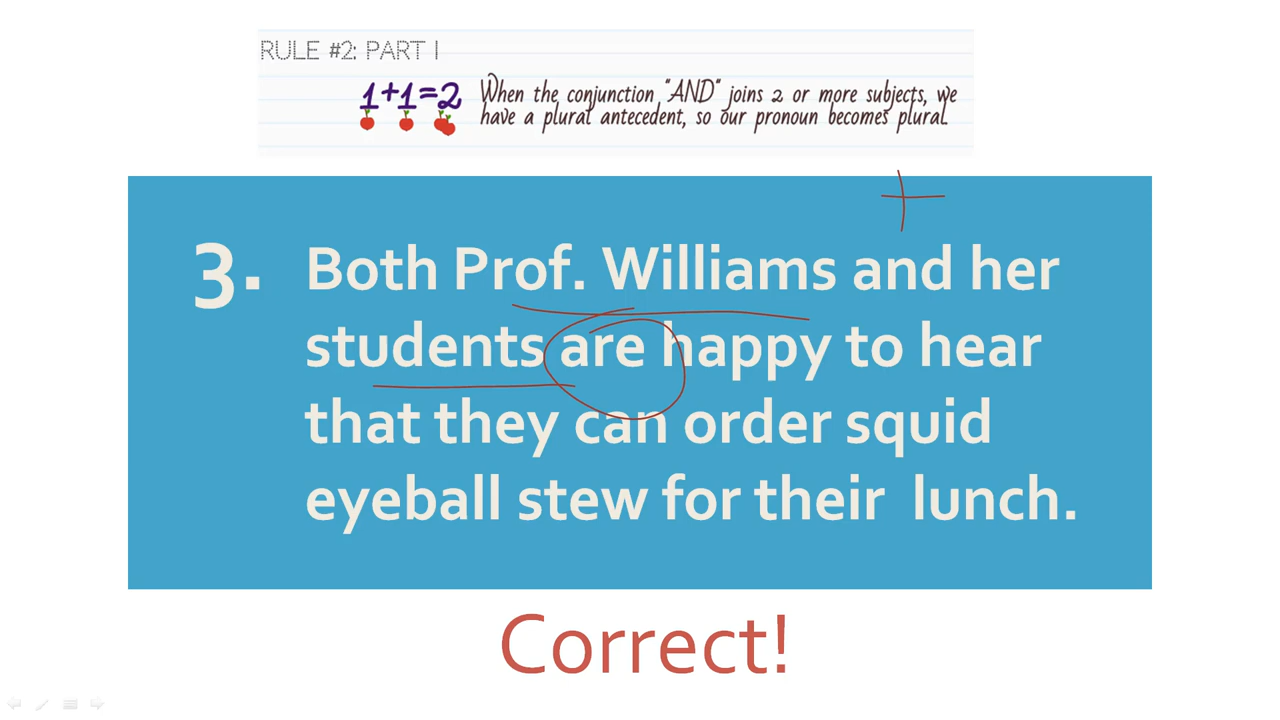 RULE #2: PART I
1+1=2
When the conjunction "AND" joins 2 or more subjects, we
have a plural antecedent, so our pronoun becomes plural.
3. Both Prof. Williams and her
students are happy to hear
that they can order squid
eyeball stew for their lunch.
Correct!